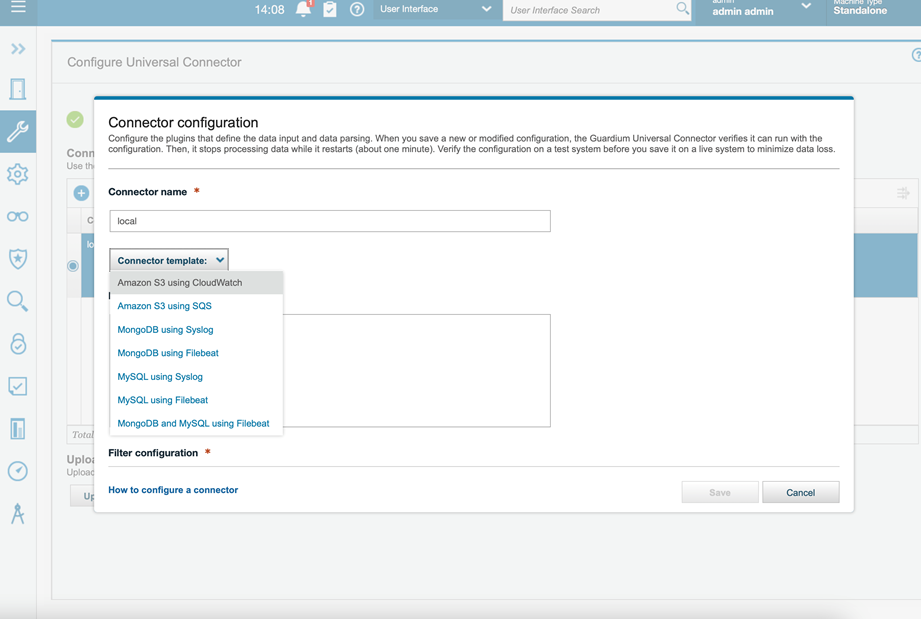 14:08
1
User Interface
User Interface Search
admin
admin admin
Machine Type
Standalone
Configure Universal Connector
Connector configuration
Configure the plugins that define the data input and data parsing. When you save a new or modified configuration, the Guardium Universal Connector verifies it can run with the
configuration. Then, it stops processing data while it restarts (about one minute). Verify the configuration on a test system before you save it on a live system to minimize data loss.
Conn
Use the
Connector name *
C
local
lo
Connector template:
Amazon S3 using CloudWatch
Amazon S3 using SQS
MongoDB using Syslog
MongoDB using Filebeat
MySQL using Syslog
MySQL using Filebeat
MongoDB and MySQL using Filebeat
Total
Filter configuration *
Uploa
Upload
How to configure a connector
Up
Save
Cancel